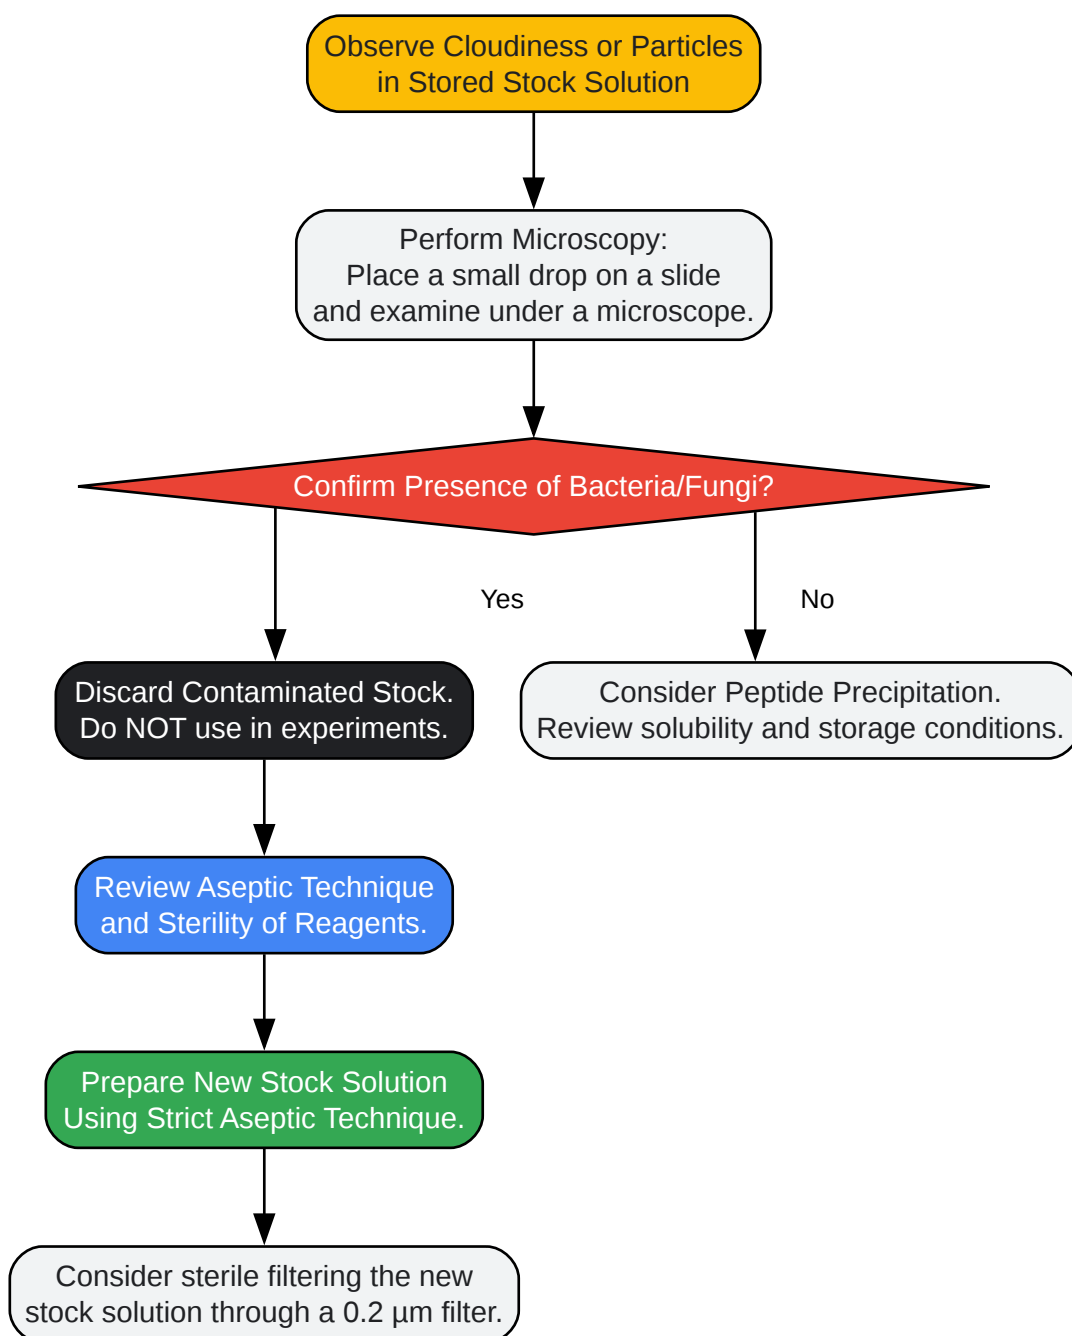 Observe Cloudiness or Particles
in Stored Stock Solution
Perform Microscopy:
Place a small drop on a slide
and examine under a microscope.
Confirm Presence of Bacteria/Fungi?
Yes
No
Discard Contaminated Stock.
Do NOT use in experiments.
Consider Peptide Precipitation.
Review solubility and storage conditions.
Review Aseptic Technique
and Sterility of Reagents.
Prepare New Stock Solution
Using Strict Aseptic Technique.
Consider sterile filtering the new
stock solution through a 0.2 µm filter.